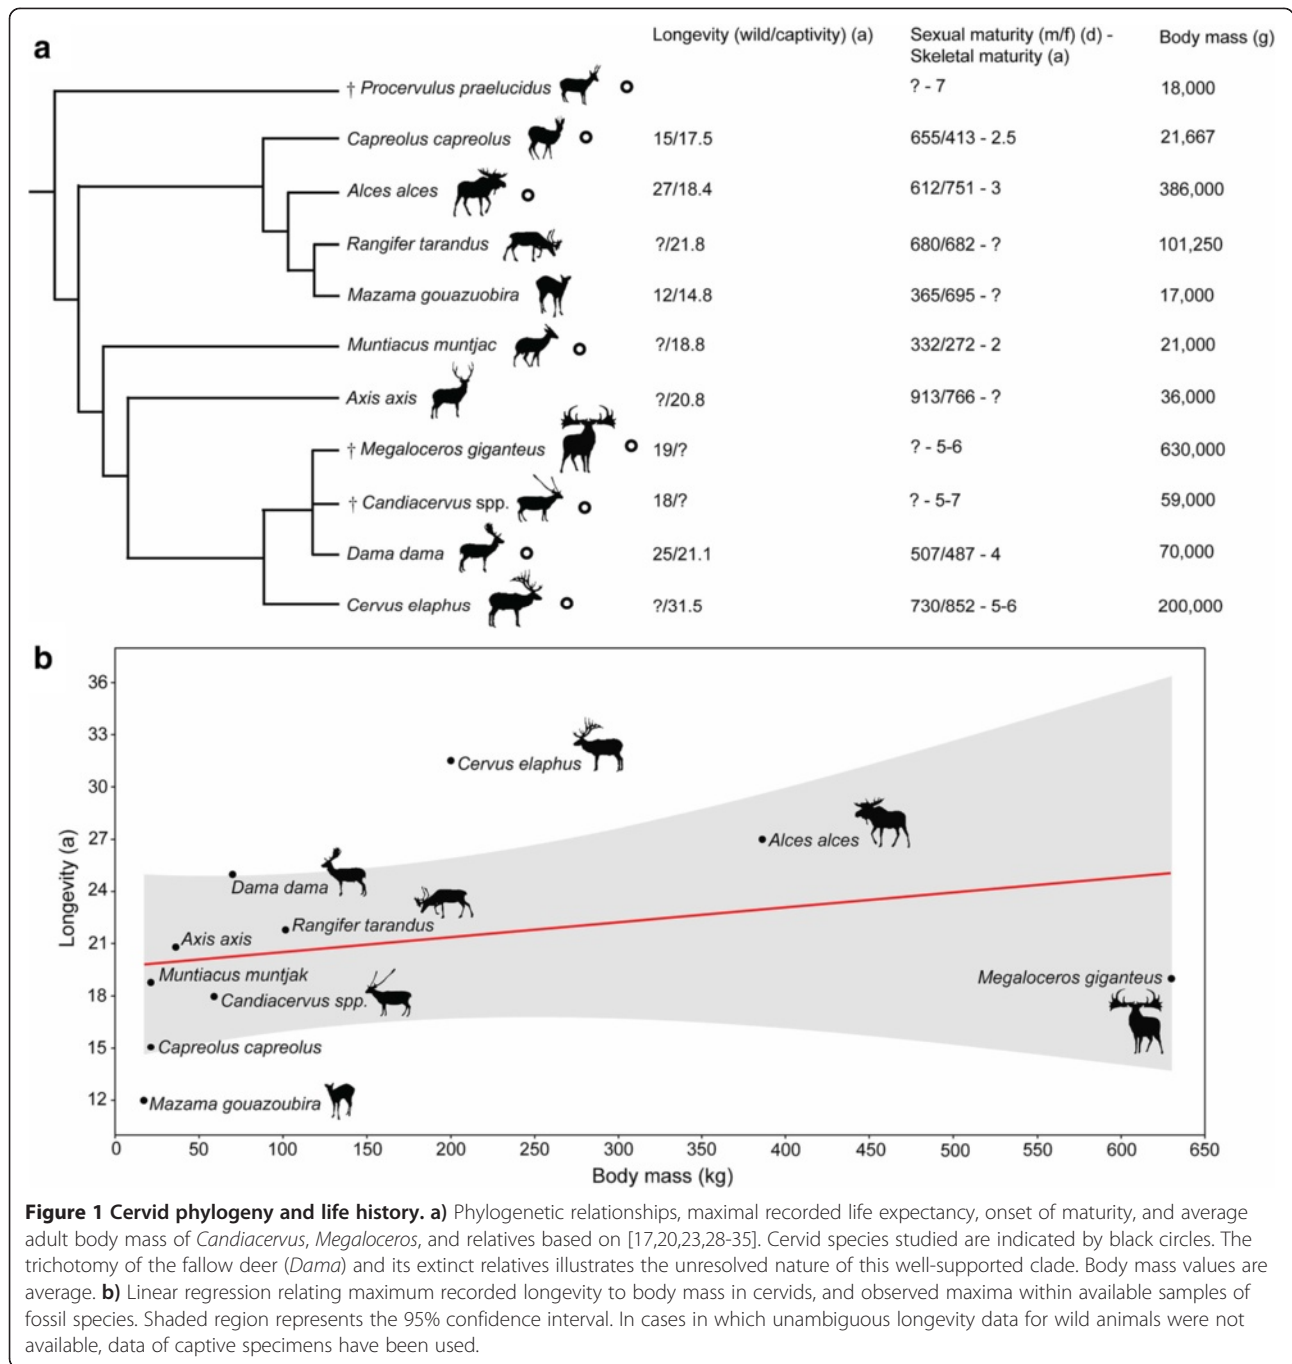 a
Longevity (wild/captivity) (a)
Sexual maturity (m/f) (d) -
Skeletal maturity (a)
Body mass (g)
† Procervulus praelucidus ? - 7 18,000
Capreolus capreolus 15/17.5 655/413 - 2.5 21,667
Alces alces 27/18.4 612/751 - 3 386,000
Rangifer tarandus ?/21.8 680/682 - ? 101,250
Mazama gouazuobira 12/14.8 365/695 - ? 17,000
Muntiacus muntjac ?/18.8 332/272 - 2 21,000
Axis axis ?/20.8 913/766 - ? 36,000
† Megaloceros giganteus 19/? ? - 5-6 630,000
† Candiacervus spp. 18/? ? - 5-7 59,000
Dama dama 25/21.1 507/487 - 4 70,000
Cervus elaphus ?/31.5 730/852 - 5-6 200,000
b
Longevity (a)
36
33
30
27
24
21
18
15
12
Cervus elaphus
Alces alces
Dama dama
Rangifer tarandus
Axis axis
Muntiacus muntjak
Megaloceros giganteus
Candiacervus spp.
Capreolus capreolus
Mazama gouazoubira
0 50 100 150 200 250 300 350 400 450 500 550 600 650
Body mass (kg)
Figure 1 Cervid phylogeny and life history. a) Phylogenetic relationships, maximal recorded life expectancy, onset of maturity, and average
adult body mass of Candiacervus, Megaloceros, and relatives based on [17,20,23,28-35]. Cervid species studied are indicated by black circles. The
trichotomy of the fallow deer (Dama) and its extinct relatives illustrates the unresolved nature of this well-supported clade. Body mass values are
average. b) Linear regression relating maximum recorded longevity to body mass in cervids, and observed maxima within available samples of
fossil species. Shaded region represents the 95% confidence interval. In cases in which unambiguous longevity data for wild animals were not
available, data of captive specimens have been used.